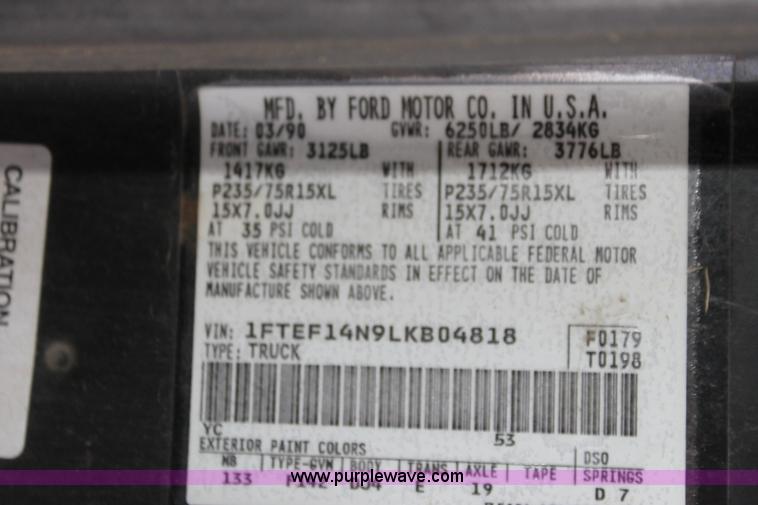 MFD. BY FORD MOTOR CO. IN U.S.A.
DATE: 03/90 GVWR: 6250LB/ 2834KG
FRONT GAWR: 3125LB REAR GAWR: 3776LB
1417KG WITH 1712KG WITH
P235/75R15XL TIRES P235/75R15XL TIRES
15X7.0JJ RIMS 15X7.0JJ RIMS
AT 35 PSI COLD AT 41 PSI COLD
THIS VEHICLE CONFORMS TO ALL APPLICABLE FEDERAL MOTOR
VEHICLE SAFETY STANDARDS IN EFFECT ON THE DATE OF
MANUFACTURE SHOWN ABOVE.
VIN: 1FTEF14N9LKB04818 F0179
TYPE: TRUCK T0198
YC 53
EXTERIOR PAINT COLORS DSO
WB TYPE-GVW BODY TRANS AXLE TAPE SPRINGS
133 F142 E 19 D 7
CALIBRATION
www.purplewave.com